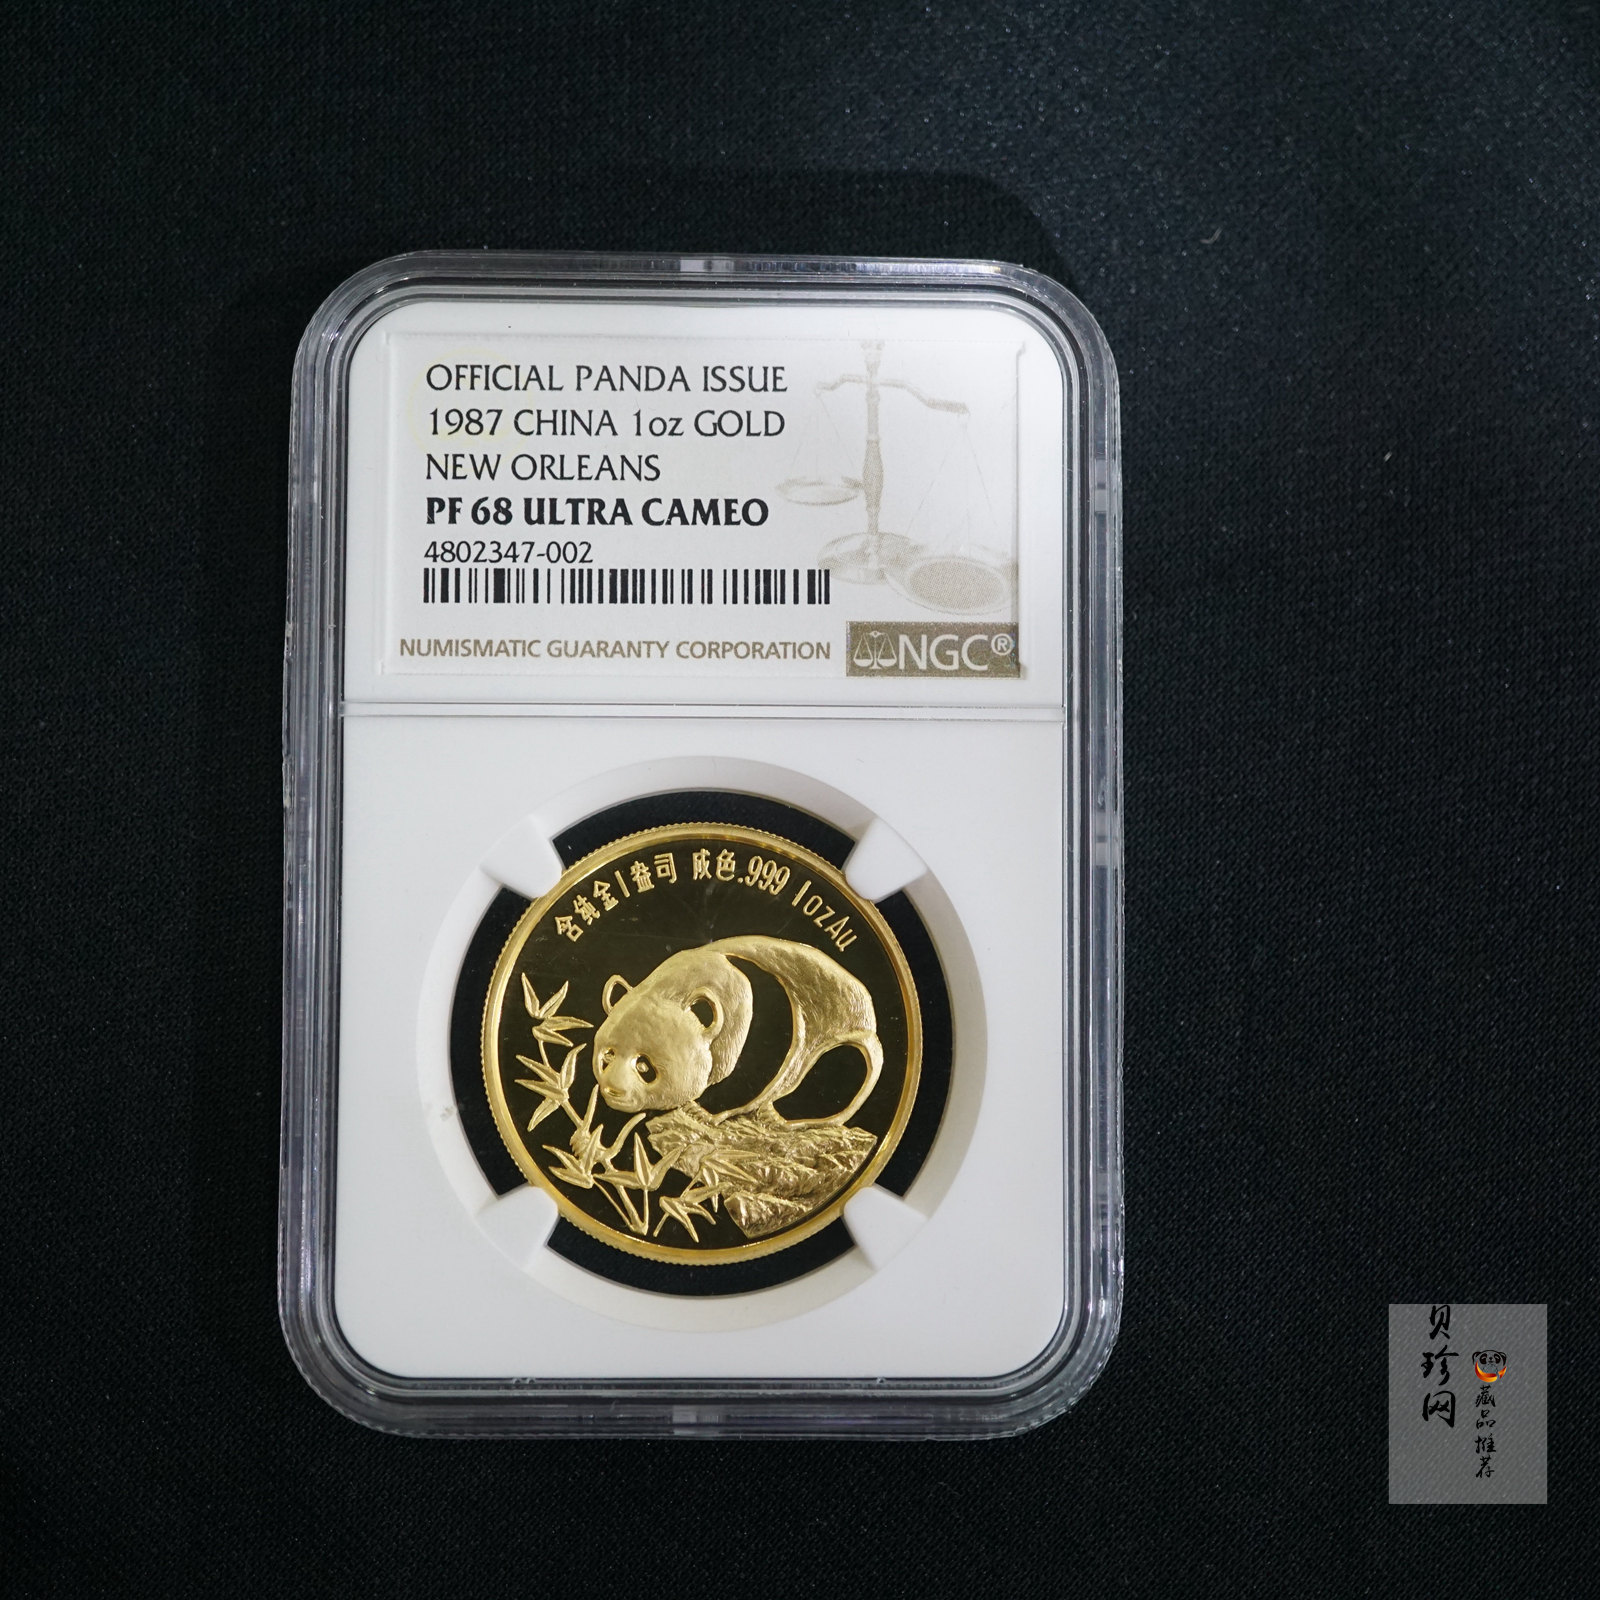 OFFICIAL PANDA ISSUE
1987 CHINA 1oz GOLD
NEW ORLEANS
PF 68 ULTRA CAMEO
4802347-002
NUMISMATIC GUARANTY CORPORATION
NGC®
含纯金1盎司 成色.999 1ozAu
贝珍网
藏品推荐